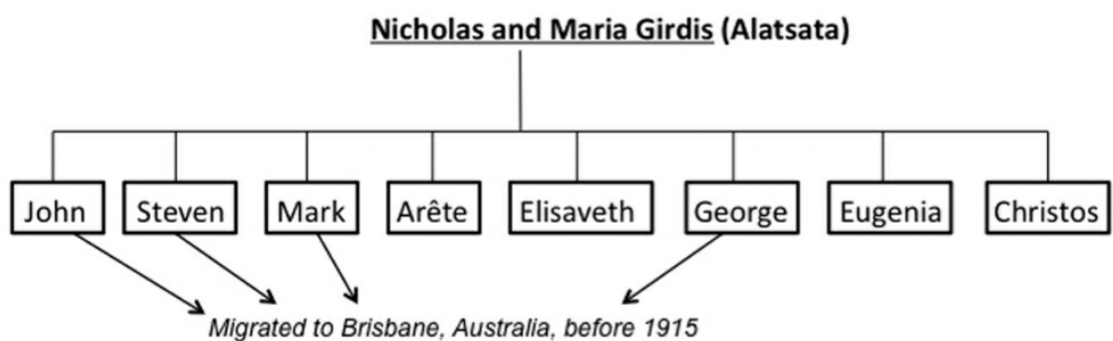 Nicholas and Maria Girdis (Alatsata)
John Steven Mark Arête Elisaveth George Eugenia Christos
Migrated to Brisbane, Australia, before 1915